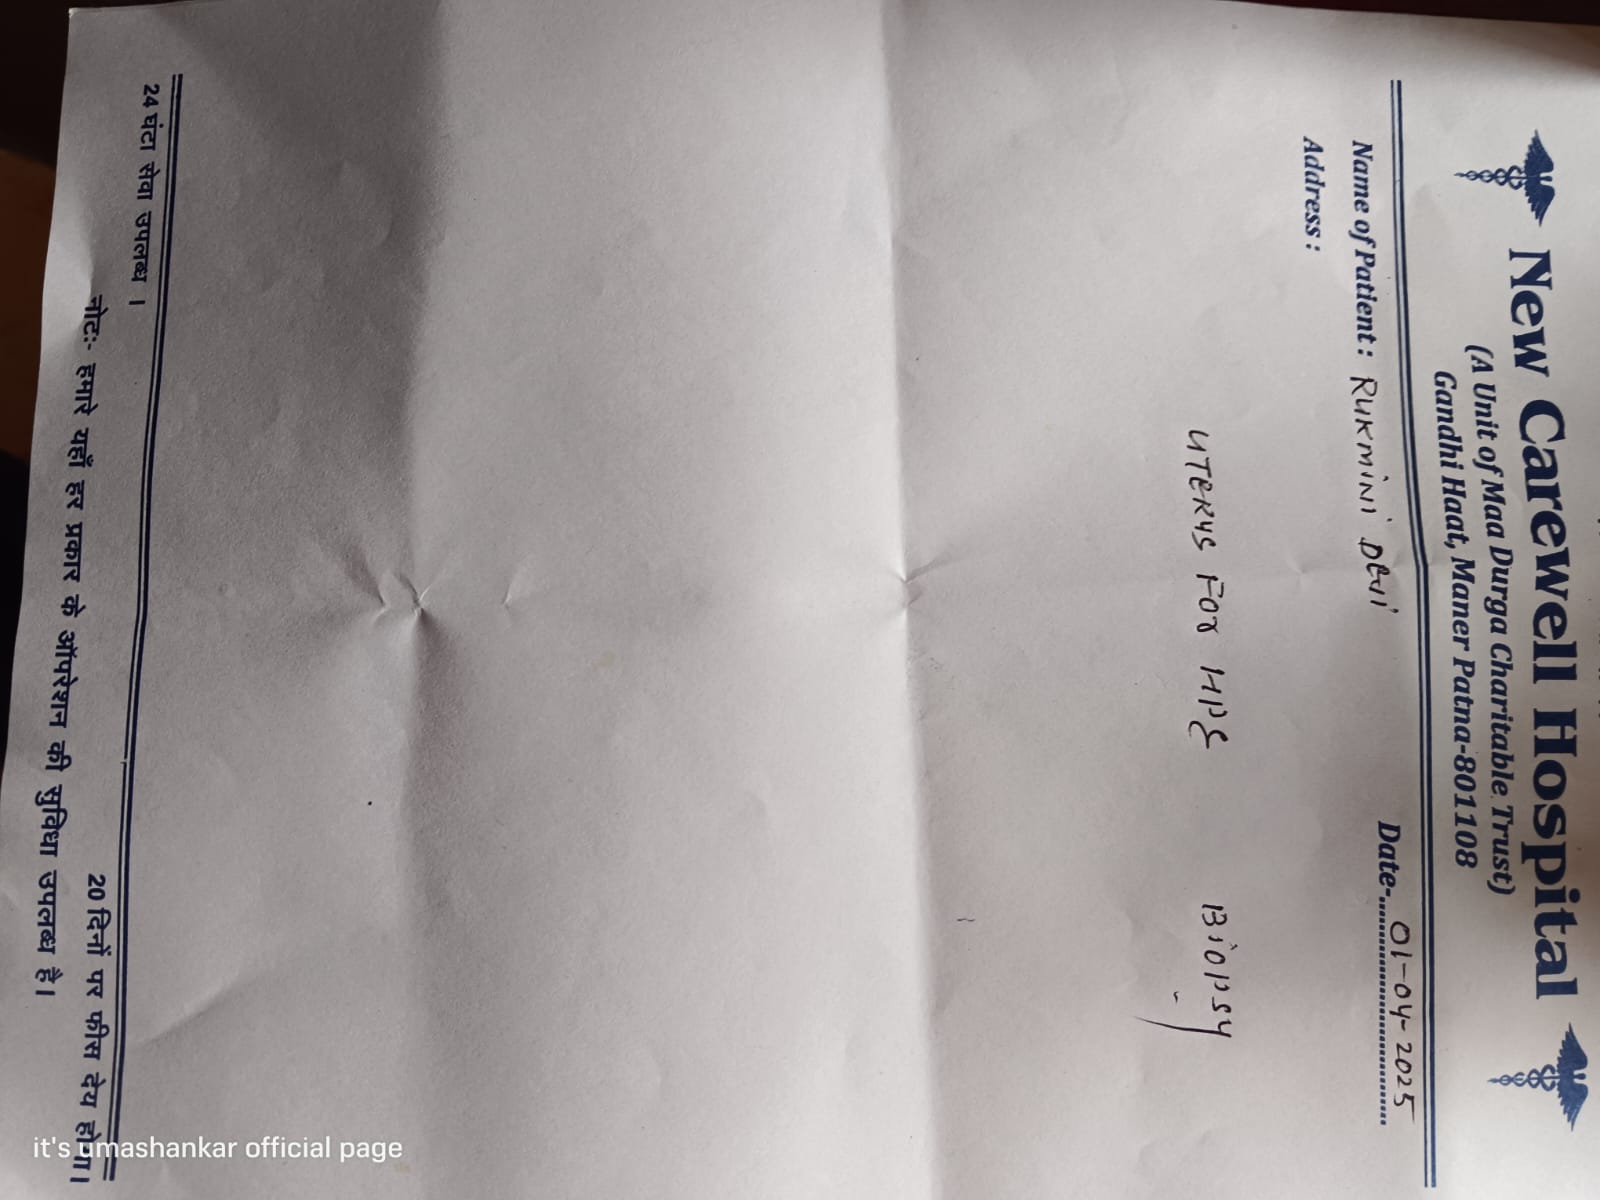 New Carewell Hospital
(A Unit of Maa Durga Charitable Trust)
Gandhi Haat, Maner Patna-801108
Name of Patient : RUKMINI DEVI Date- 01-04-2025
Address :
UTERUS FOR HPE BIOPSY
24 घंटा सेवा उपलब्ध । 20 दिनों पर फीस देय होगा।
नोटः- हमारे यहाँ हर प्रकार के ऑपरेशन की सुविधा उपलब्ध है।
it's umashankar official page